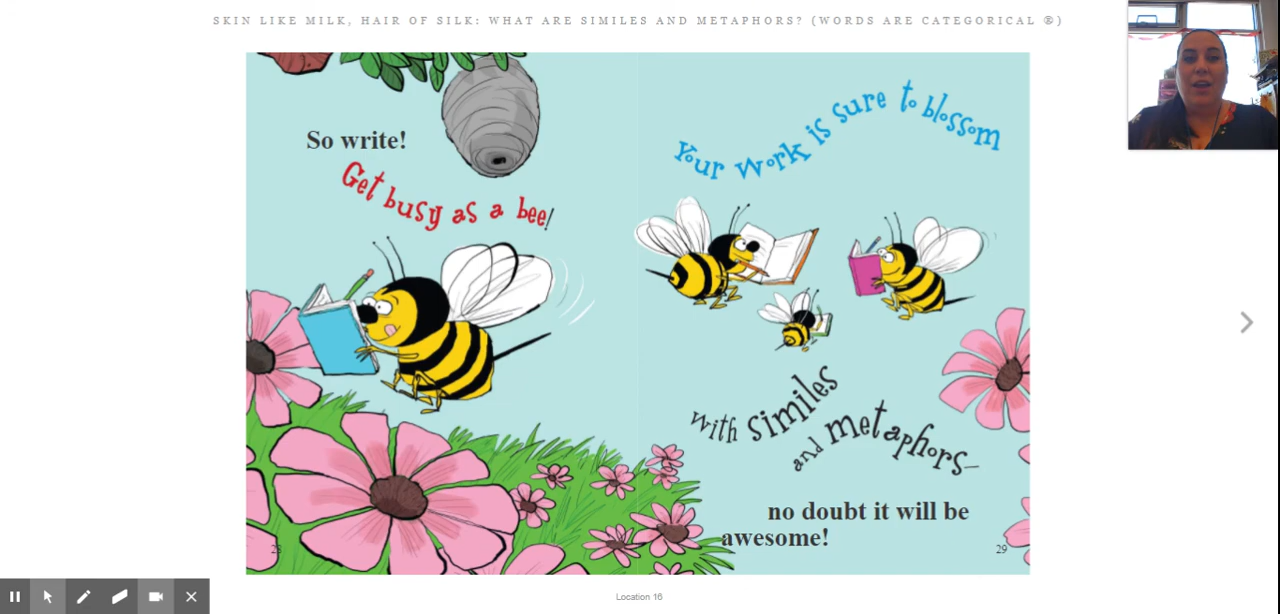 SKIN LIKE MILK, HAIR OF SILK: WHAT ARE SIMILES AND METAPHORS? (WORDS ARE CATEGORICAL ®)
So write!
Get busy as a bee!
Your work is sure to blossom
with similes
and metaphors–
no doubt it will be
awesome!
28
29
Location 16